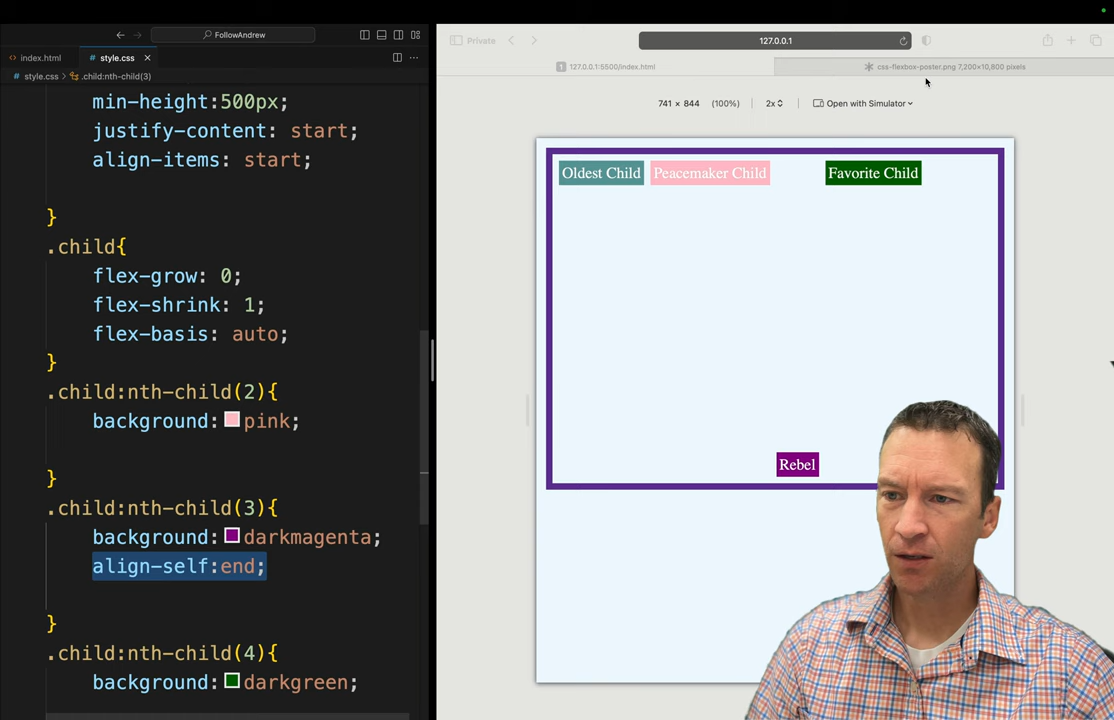 FollowAndrew
index.html
style.css
style.css > .child:nth-child(3)
min-height:500px;
justify-content: start;
align-items: start;
}
.child{
flex-grow: 0;
flex-shrink: 1;
flex-basis: auto;
}
.child:nth-child(2){
background: pink;
}
.child:nth-child(3){
background: darkmagenta;
align-self:end;
}
.child:nth-child(4){
background: darkgreen;
Private
127.0.0.1
1 127.0.0.1:5500/index.html
css-flexbox-poster.png 7,200×10,800 pixels
741 × 844 (100%) 2x Open with Simulator
Oldest Child Peacemaker Child Favorite Child
Rebel